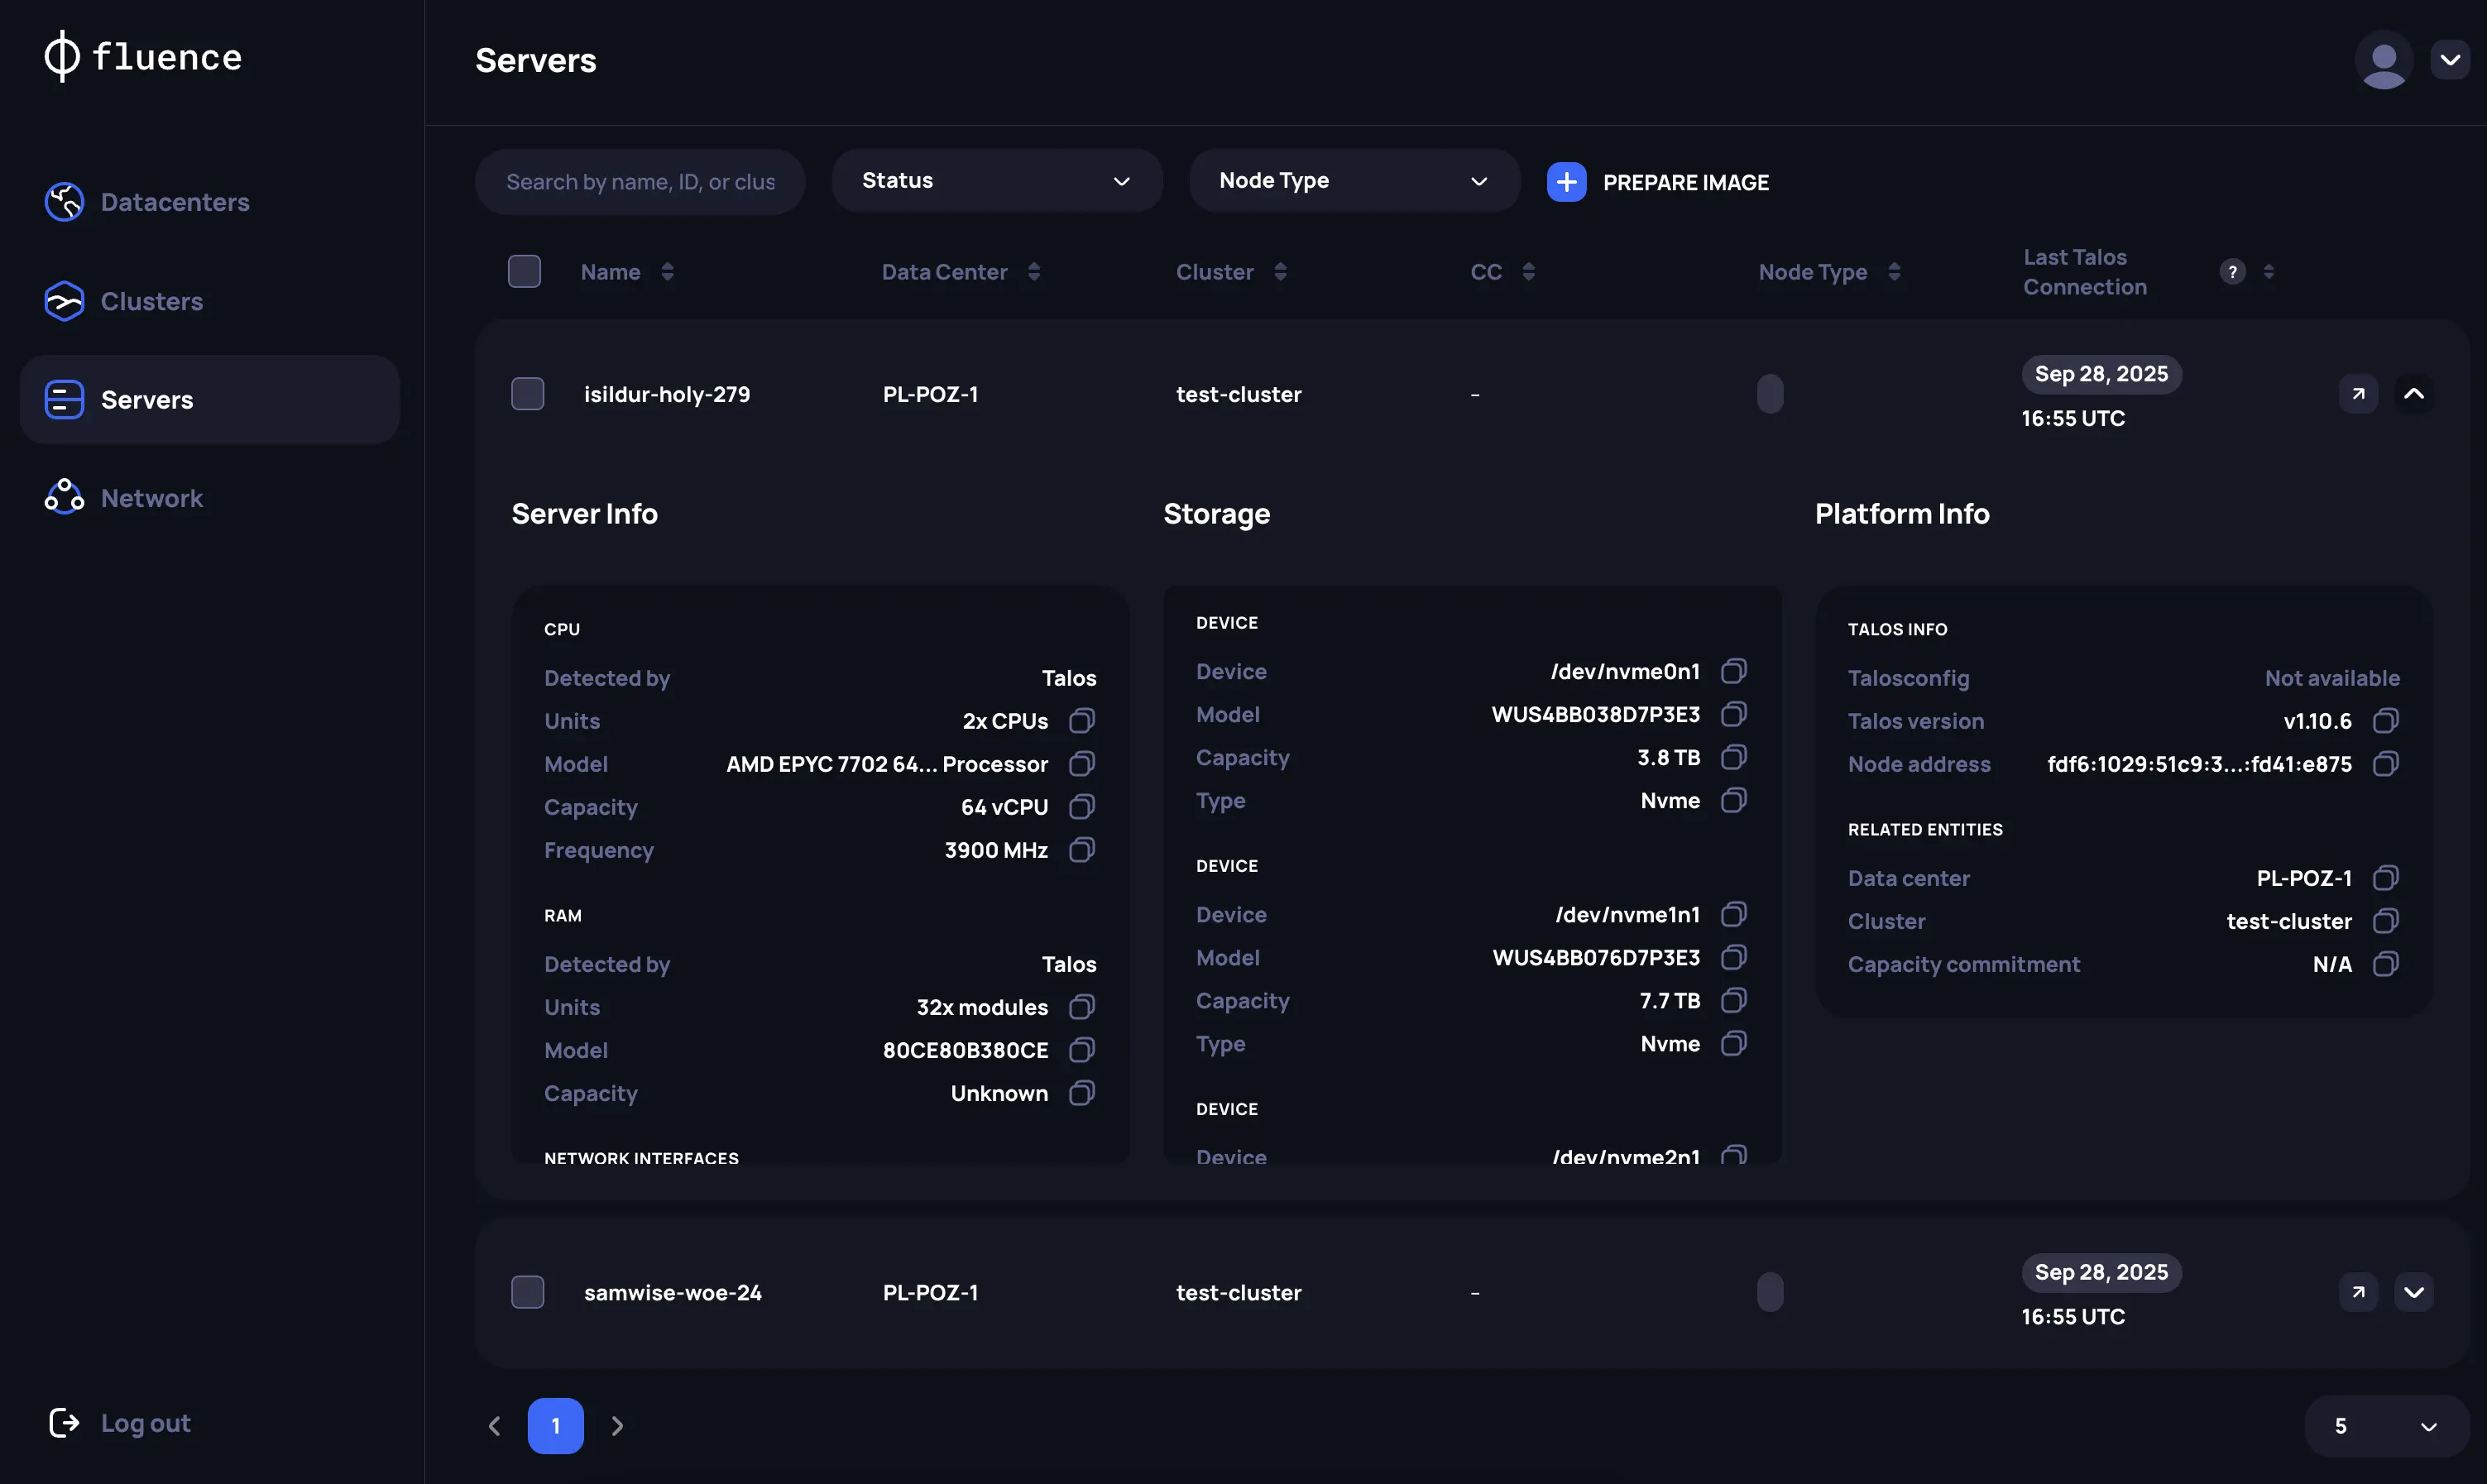 fluence
Datacenters
Clusters
Servers
Network
Log out
Servers
Search by name, ID, or clus
Status
Node Type
PREPARE IMAGE
Name
Data Center
Cluster
CC
Node Type
Last Talos
Connection
?
isildur-holy-279
PL-POZ-1
test-cluster
-
Sep 28, 2025
16:55 UTC
Server Info
CPU
Detected by Talos
Units 2x CPUs
Model AMD EPYC 7702 64... Processor
Capacity 64 vCPU
Frequency 3900 MHz
RAM
Detected by Talos
Units 32x modules
Model 80CE80B380CE
Capacity Unknown
NETWORK INTERFACES
Storage
DEVICE
Device /dev/nvme0n1
Model WUS4BB038D7P3E3
Capacity 3.8 TB
Type Nvme
DEVICE
Device /dev/nvme1n1
Model WUS4BB076D7P3E3
Capacity 7.7 TB
Type Nvme
DEVICE
Device /dev/nvme2n1
Platform Info
TALOS INFO
Talosconfig Not available
Talos version v1.10.6
Node address fdf6:1029:51c9:3...:fd41:e875
RELATED ENTITIES
Data center PL-POZ-1
Cluster test-cluster
Capacity commitment N/A
samwise-woe-24
PL-POZ-1
test-cluster
-
Sep 28, 2025
16:55 UTC
1
5